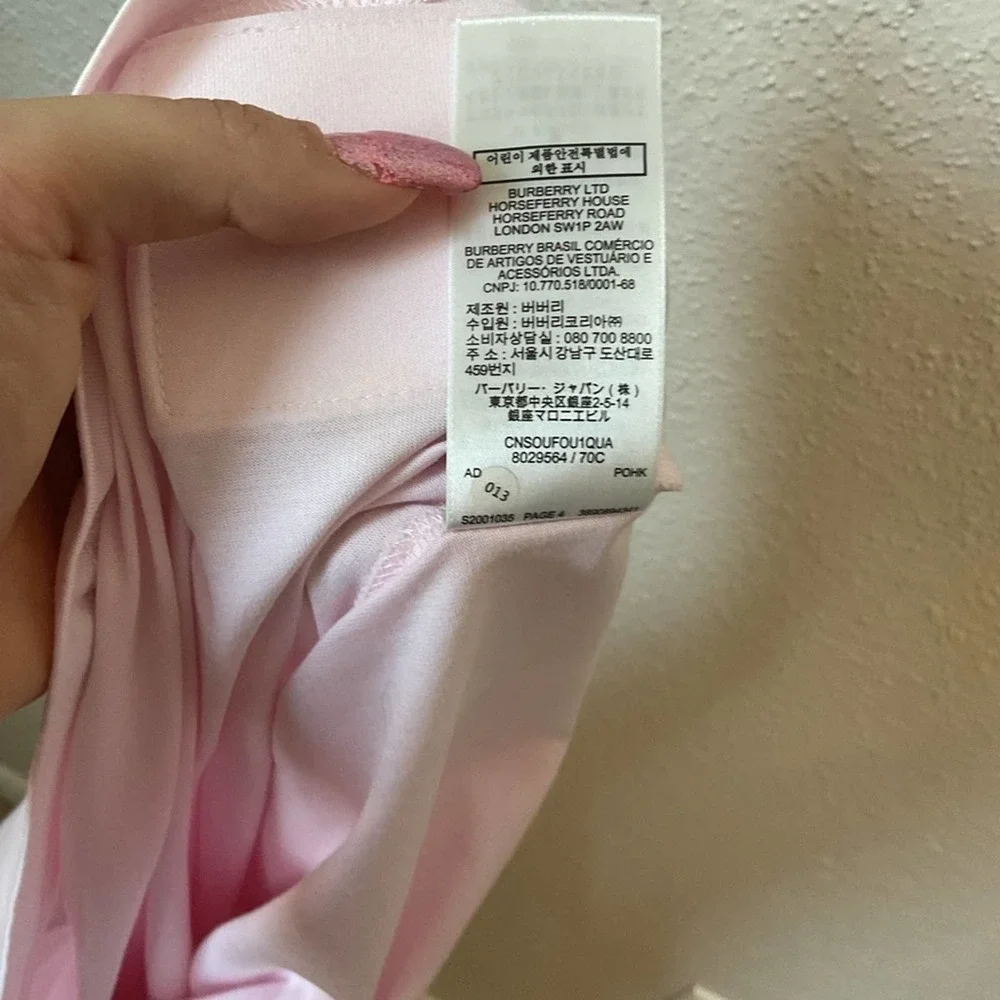 어린이 제품안전특별법에
의한 표시
BURBERRY LTD
HORSEFERRY HOUSE
HORSEFERRY ROAD
LONDON SW1P 2AW
BURBERRY BRASIL COMÉRCIO
DE ARTIGOS DE VESTUÁRIO E
ACESSÓRIOS LTDA.
CNPJ: 10.770.518/0001-68
제조원 : 버버리
수입원 : 버버리코리아㈜
소비자상담실 : 080 700 8800
주 소 : 서울시 강남구 도산대로
459번지
バーバリー・ジャパン(株)
東京都中央区銀座2-5-14
銀座マロニエビル
CNSOUFOU1QUA
8029564 / 70C
AD POHK
013
S2001035 PAGE 4